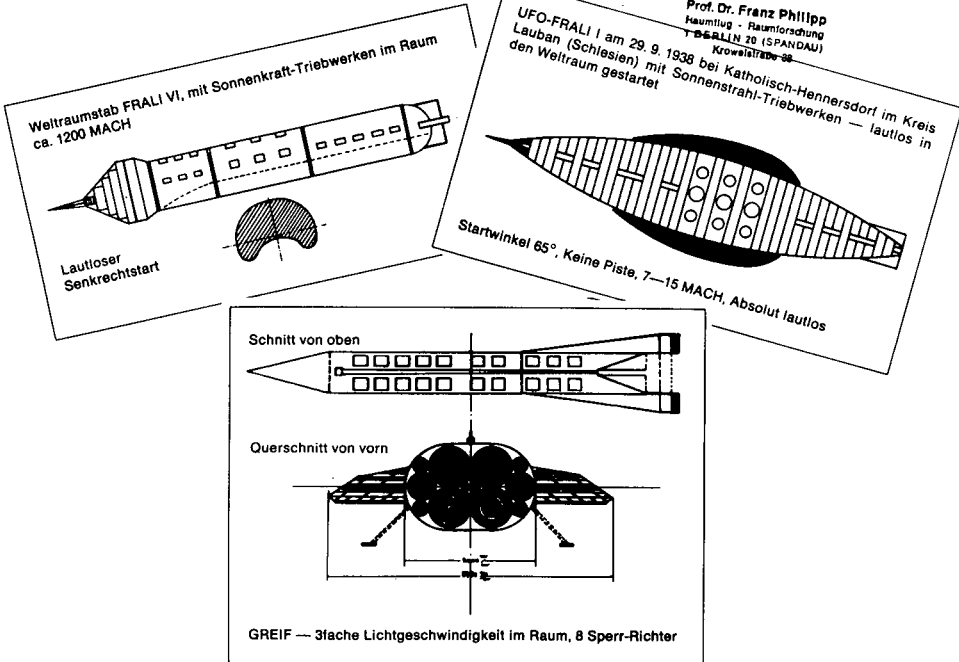 Weltraumstab FRALI VI, mit Sonnenkraft-Triebwerken im Raum
ca. 1200 MACH
Lautloser
Senkrechtstart
Prof. Dr. Franz Philipp
Raumflug - Raumforschung
1 BERLIN 20 (SPANDAU)
38
UFO-FRALI I am 29. 9. 1938 bei Katholisch-Hennersdorf im Kreis
Lauban (Schlesien) mit Sonnenstrahl-Triebwerken — lautlos in
den Weltraum gestartet
Startwinkel 65°, Keine Piste, 7—15 MACH, Absolut lautlos
Schnitt von oben
Querschnitt von vorn
GREIF — 3fache Lichtgeschwindigkeit im Raum, 8 Sperr-Richter